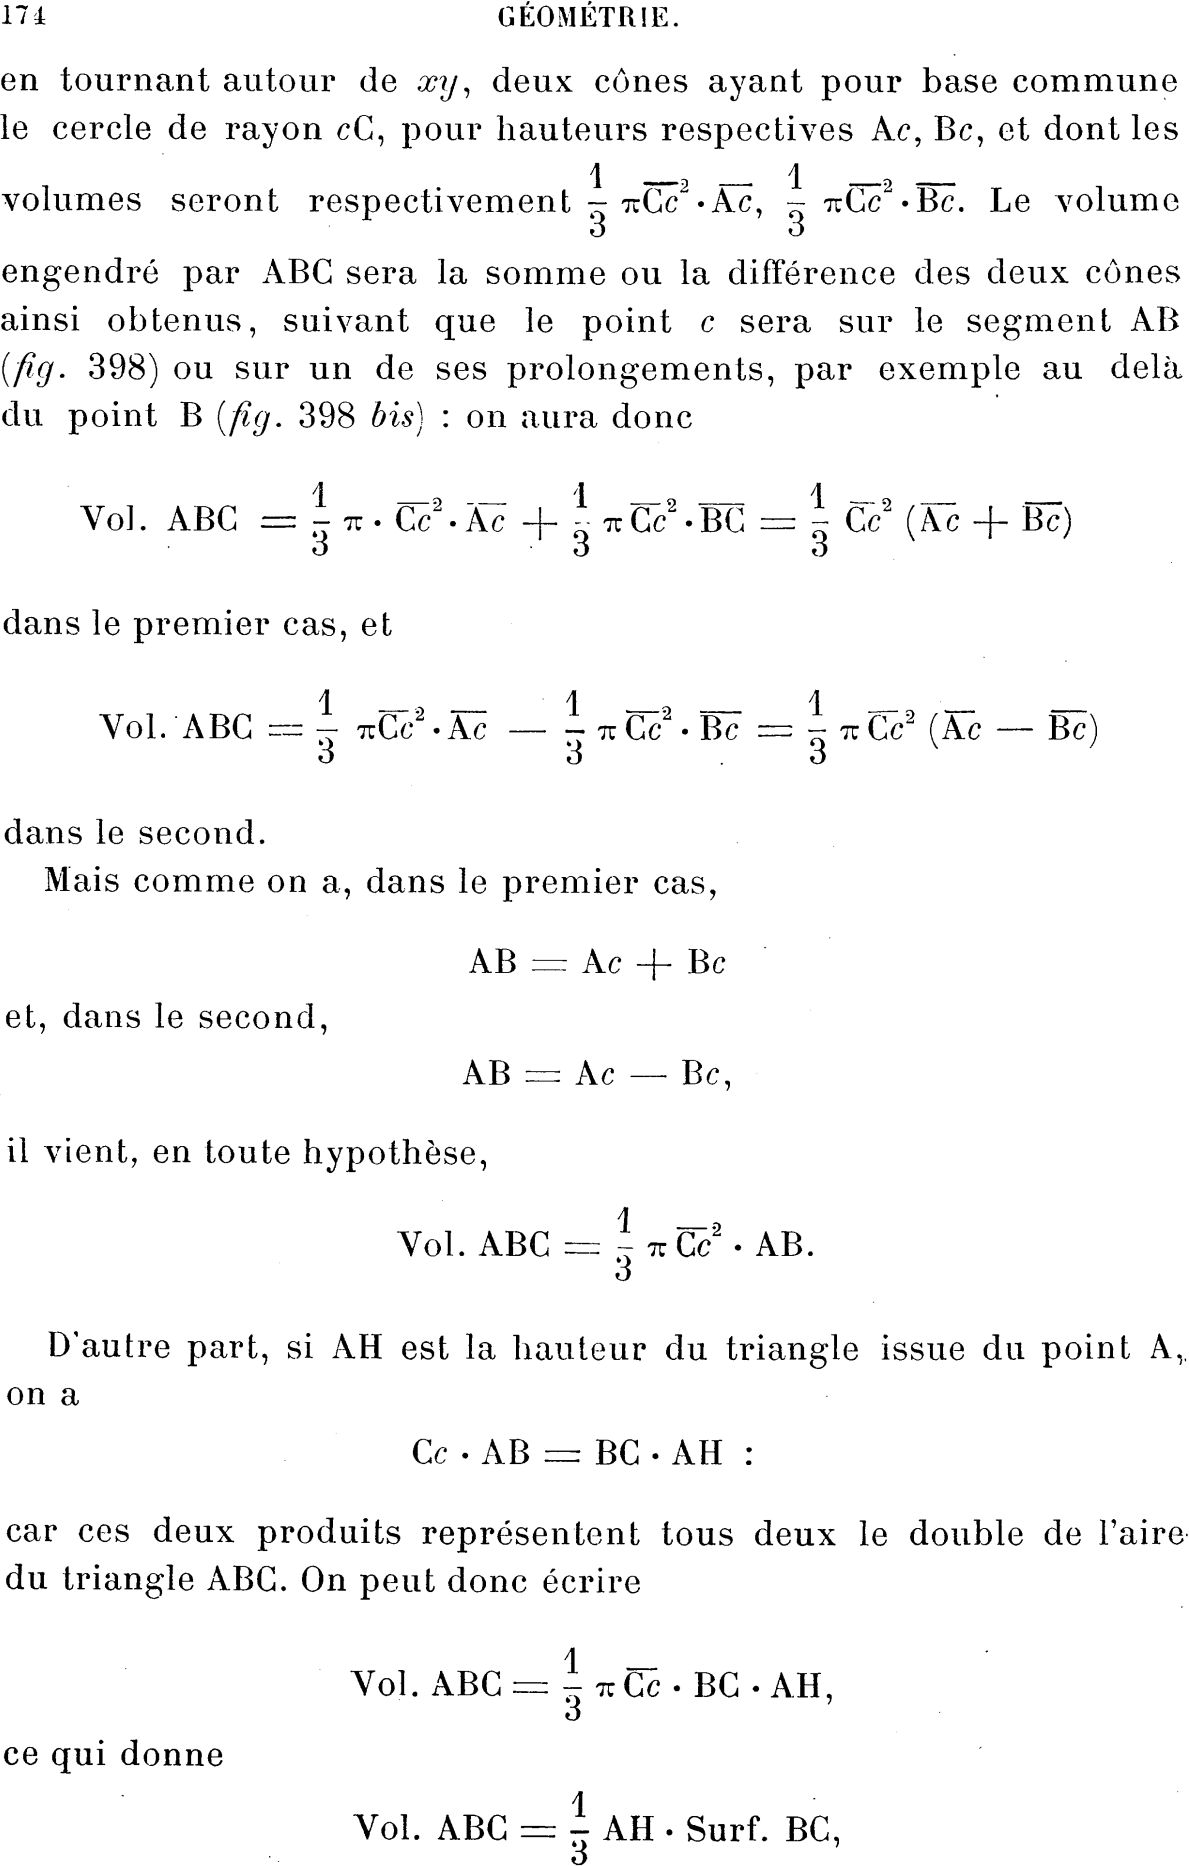 174 GÉOMÉTRIE.
en tournant autour de xy, deux cônes ayant pour base commune
le cercle de rayon cC, pour hauteurs respectives Ac, Bc, et dont les
volumes seront respectivement $\frac{1}{3} \pi \overline{Cc}^2 \cdot \overline{Ac}$, $\frac{1}{3} \pi \overline{Cc}^2 \cdot \overline{Bc}$. Le volume
engendré par ABC sera la somme ou la différence des deux cônes
ainsi obtenus, suivant que le point c sera sur le segment AB
(fig. 398) ou sur un de ses prolongements, par exemple au delà
du point B (fig. 398 bis) : on aura donc
Vol. ABC $= \frac{1}{3} \pi \cdot \overline{Cc}^2 \cdot \overline{Ac} + \frac{1}{3} \pi \overline{Cc}^2 \cdot \overline{BC} = \frac{1}{3} \overline{Cc}^2 (\overline{Ac} + \overline{Bc})$
dans le premier cas, et
Vol. ABC $= \frac{1}{3} \pi \overline{Cc}^2 \cdot \overline{Ac} - \frac{1}{3} \pi \overline{Cc}^2 \cdot \overline{Bc} = \frac{1}{3} \pi \overline{Cc}^2 (\overline{Ac} - \overline{Bc})$
dans le second.
Mais comme on a, dans le premier cas,
AB = Ac + Bc
et, dans le second,
AB = Ac — Bc,
il vient, en toute hypothèse,
Vol. ABC $= \frac{1}{3} \pi \overline{Cc}^2 \cdot$ AB.
D'autre part, si AH est la hauteur du triangle issue du point A,
on a
Cc · AB = BC · AH :
car ces deux produits représentent tous deux le double de l'aire
du triangle ABC. On peut donc écrire
Vol. ABC $= \frac{1}{3} \pi \overline{Cc} \cdot$ BC · AH,
ce qui donne
Vol. ABC $= \frac{1}{3}$ AH · Surf. BC,